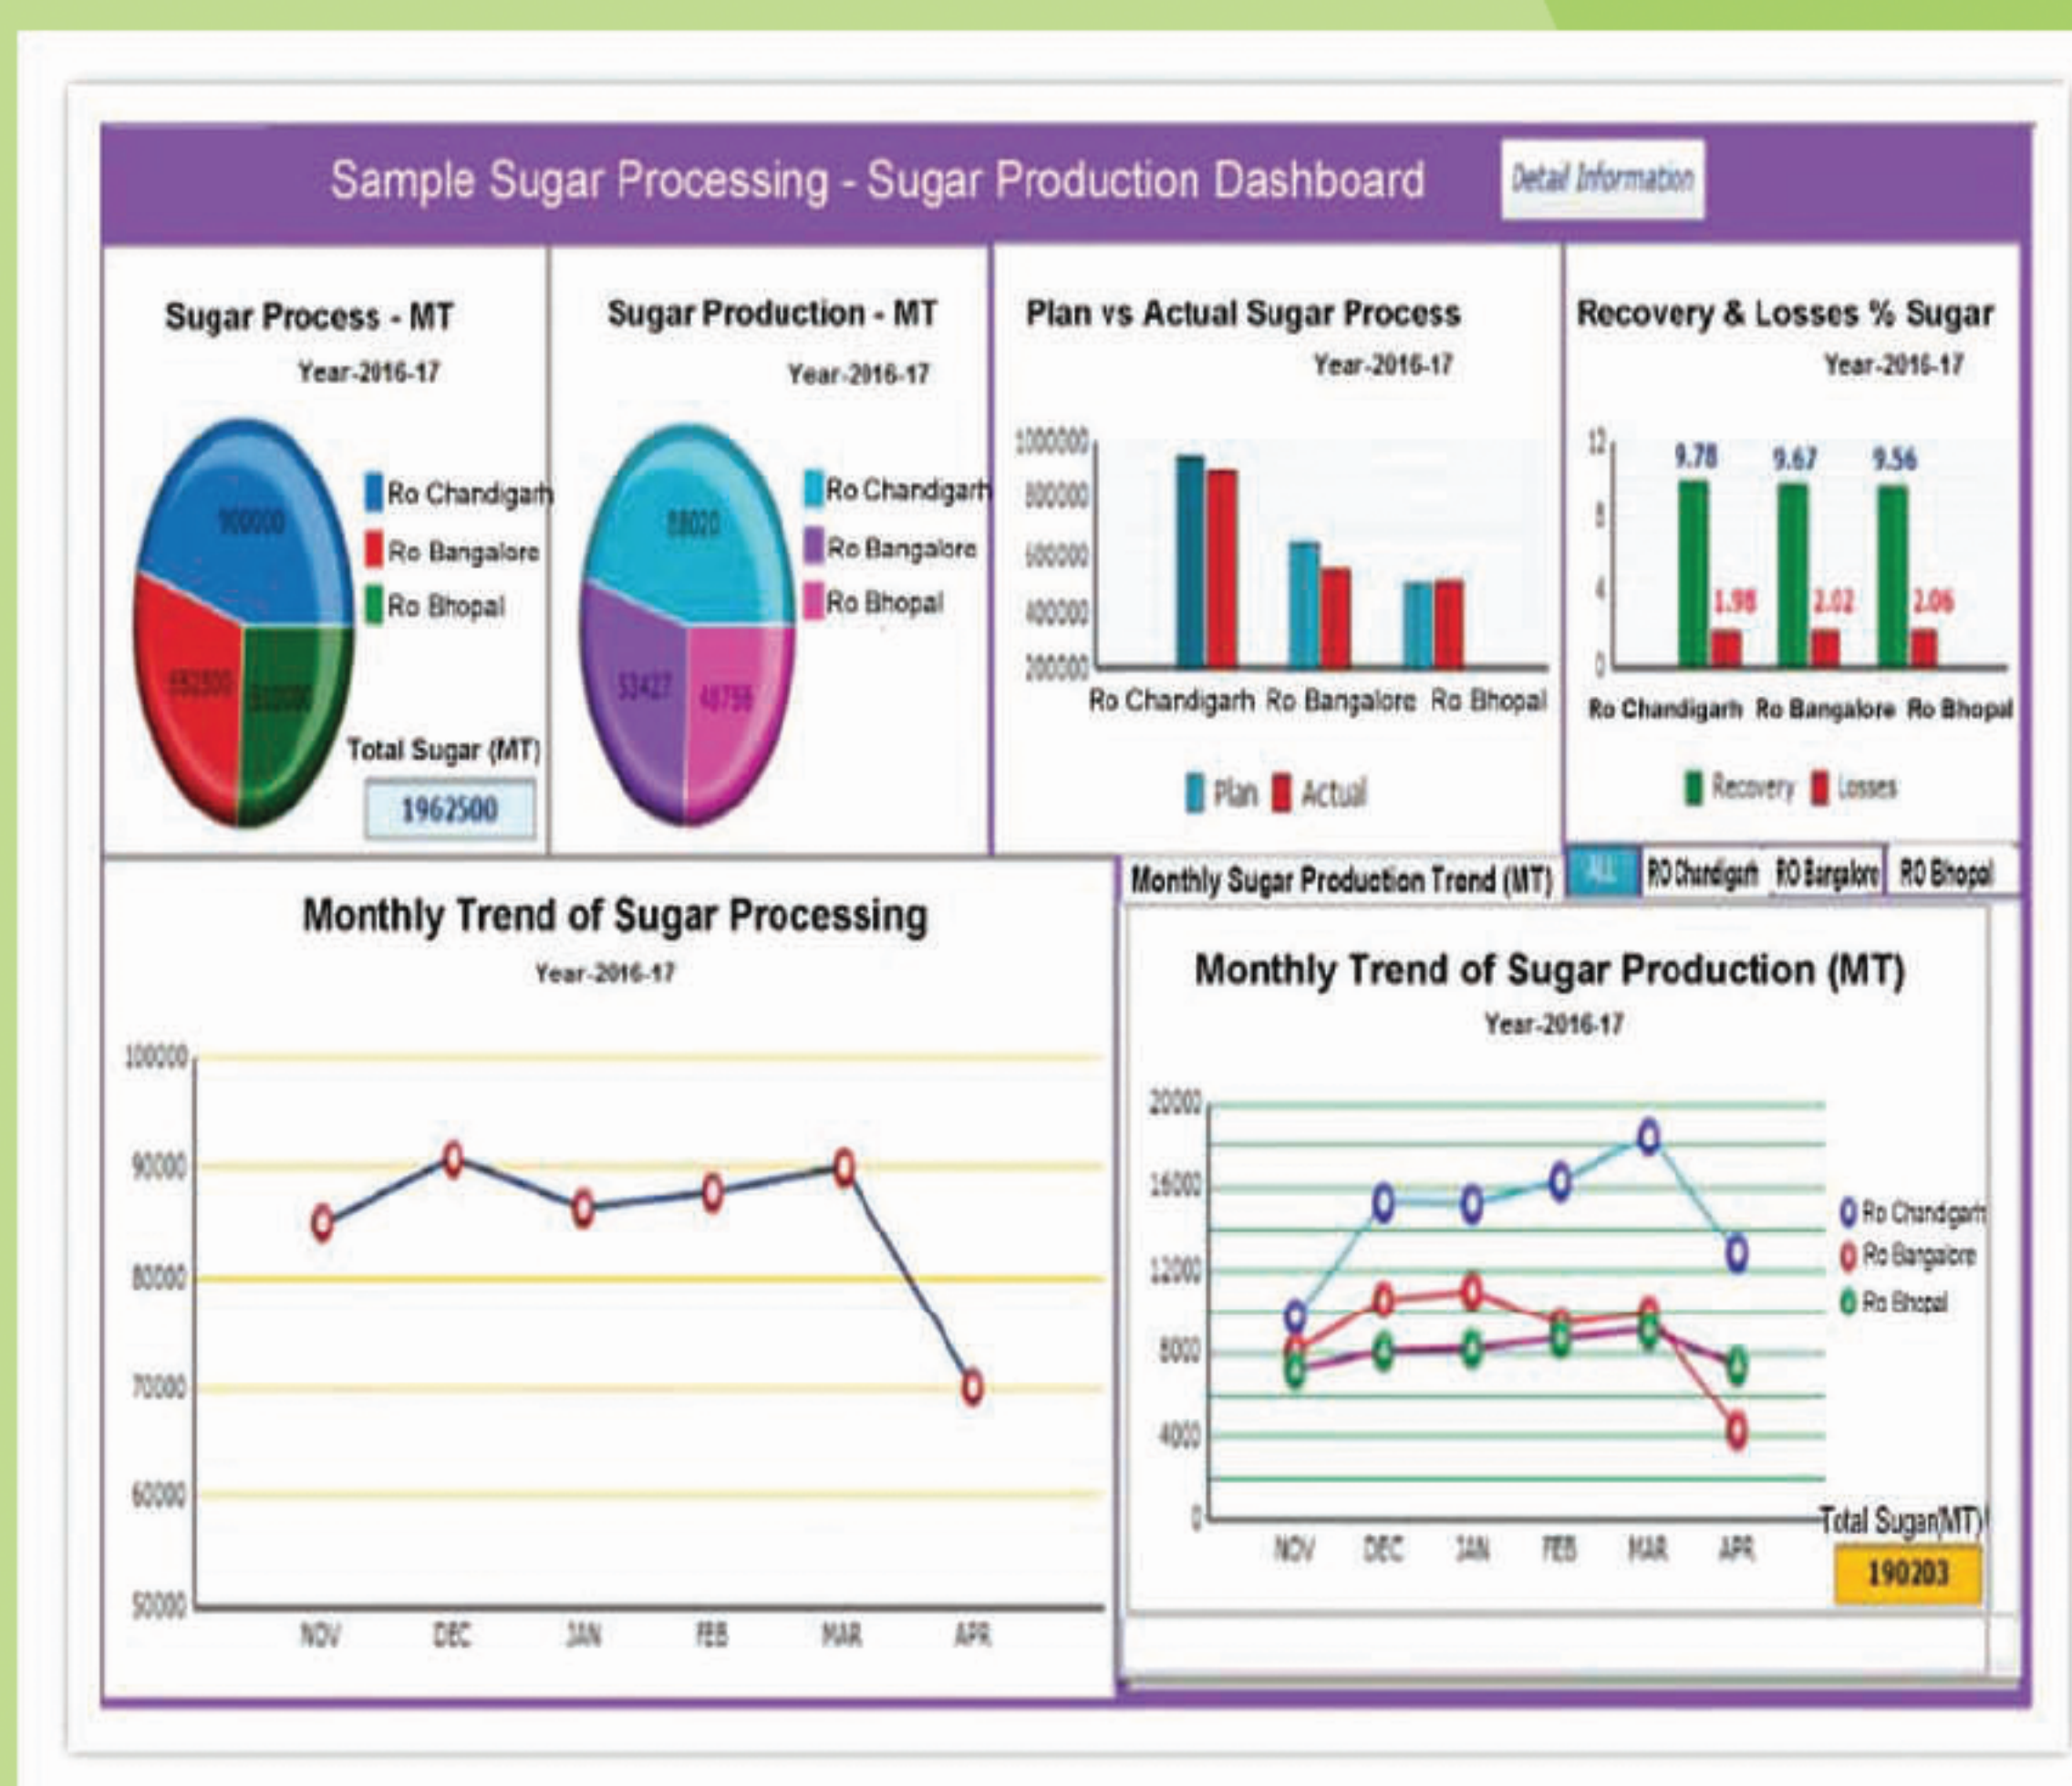 Sample Sugar Processing - Sugar Production Dashboard
Detail Information
Sugar Process - MT
Year-2016-17
900000
Ro Chandigarh
Ro Bangalore
Ro Bhopal
Total Sugar (MT)
1962500
Sugar Production - MT
Year-2016-17
88020
53427
48756
Ro Chandigarh
Ro Bangalore
Ro Bhopal
Plan vs Actual Sugar Process
Year-2016-17
1000000
800000
600000
400000
200000
Ro Chandigarh Ro Bangalore Ro Bhopal
Plan Actual
Recovery & Losses % Sugar
Year-2016-17
12
8
4
0
9.78 9.67 9.56
1.98 2.02 2.06
Ro Chandigarh Ro Bangalore Ro Bhopal
Recovery Losses
Monthly Trend of Sugar Processing
Year-2016-17
100000
90000
80000
70000
60000
50000
NOV DEC JAN FEB MAR APR
Monthly Sugar Production Trend (MT)
ALL RO Chandigarh RO Bangalore RO Bhopal
Monthly Trend of Sugar Production (MT)
Year-2016-17
20000
16000
12000
8000
4000
0
NOV DEC JAN FEB MAR APR
Ro Chandigarh
Ro Bangalore
Ro Bhopal
Total Sugar(MT)
190203